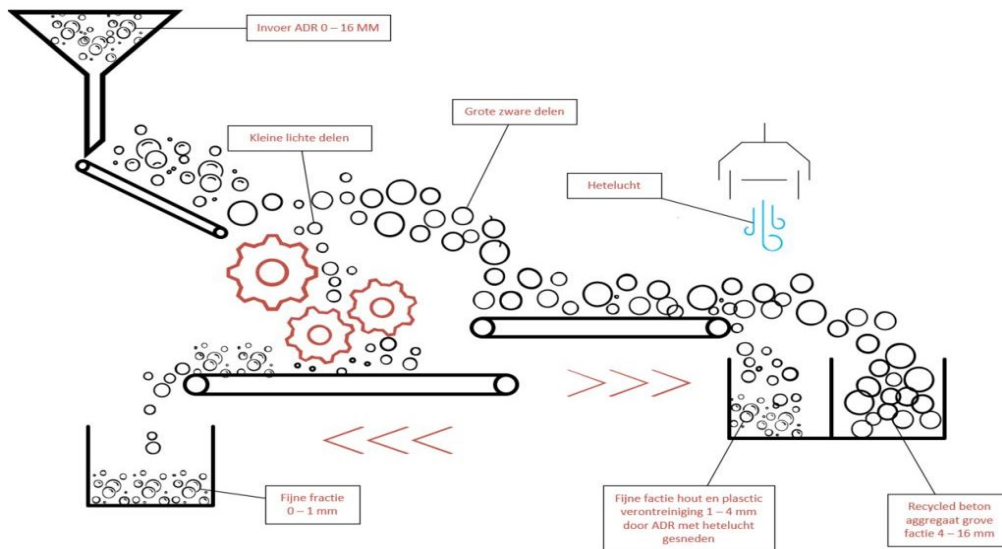 Invoer ADR 0 – 16 MM
Grote zware delen
Kleine lichte delen
Hetelucht
Fijne fractie
0 – 1 mm
Fijne factie hout en plasctic
verontreiniging 1 – 4 mm
door ADR met hetelucht
gesneden
Recycled beton
aggregaat grove
factie 4 – 16 mm